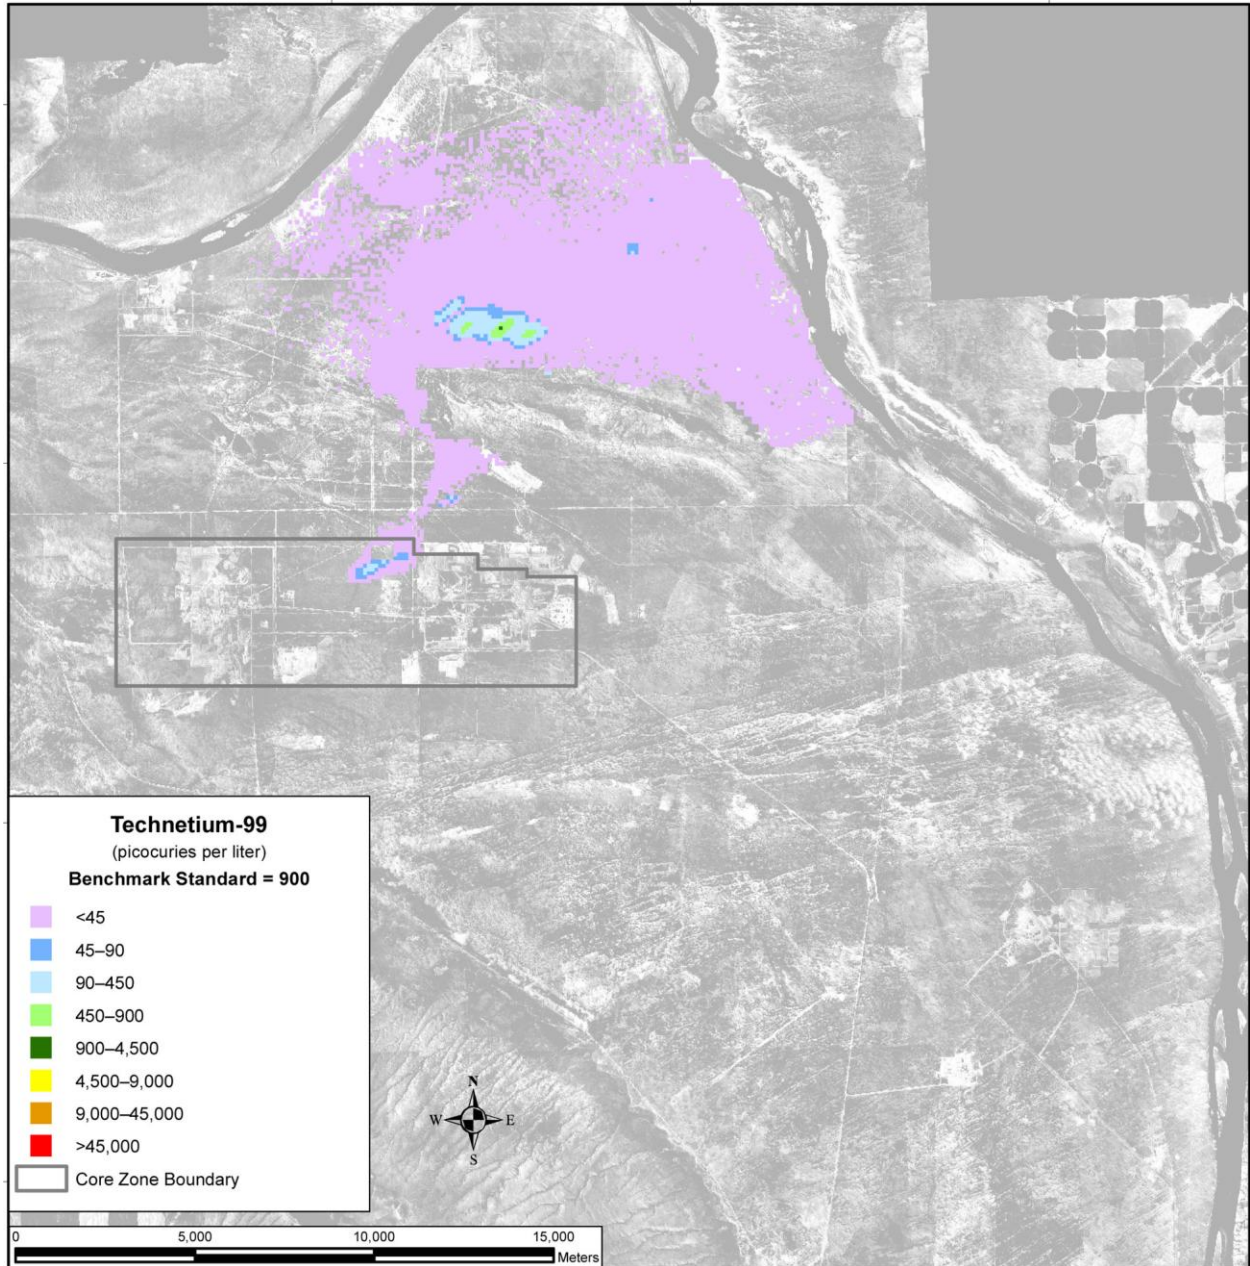 Technetium-99
(picocuries per liter)
Benchmark Standard = 900
<45
45–90
90–450
450–900
900–4,500
4,500–9,000
9,000–45,000
>45,000
Core Zone Boundary
N
W E
S
0 5,000 10,000 15,000
Meters